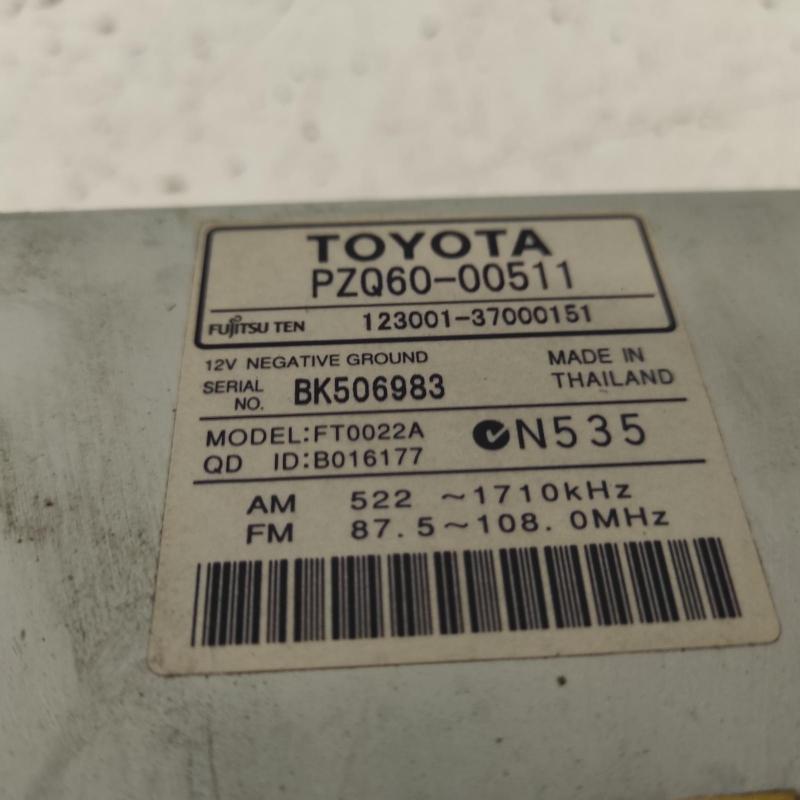 TOYOTA
PZQ60-00511
FUJITSU TEN 123001-37000151
12V NEGATIVE GROUND
MADE IN
THAILAND
SERIAL
NO. BK506983
MODEL:FT0022A
QD ID:B016177
N535
AM 522 ~1710kHz
FM 87.5~108.0MHz